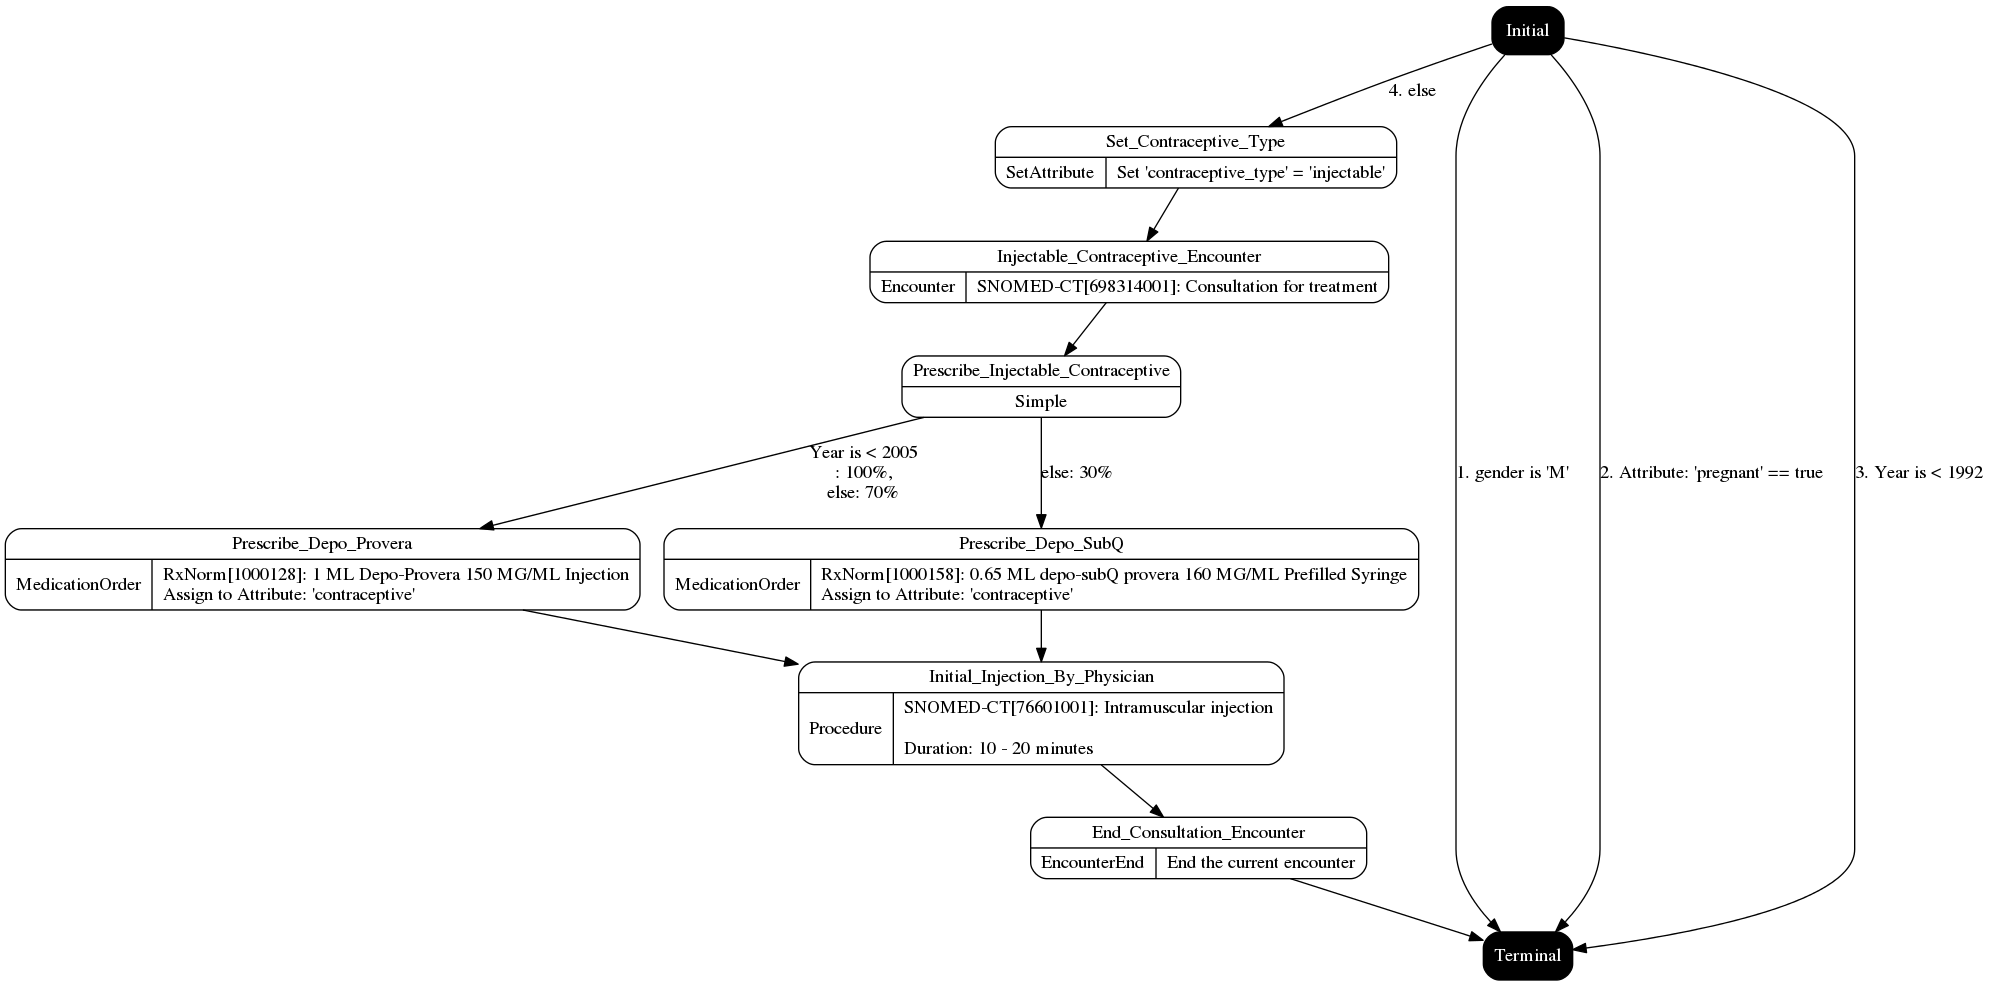 Initial
4. else
Set_Contraceptive_Type
SetAttribute
Set 'contraceptive_type' = 'injectable'
Injectable_Contraceptive_Encounter
Encounter
SNOMED-CT[698314001]: Consultation for treatment
Prescribe_Injectable_Contraceptive
Simple
Year is < 2005
: 100%,
else: 70%
else: 30%
1. gender is 'M'
2. Attribute: 'pregnant' == true
3. Year is < 1992
Prescribe_Depo_Provera
MedicationOrder
RxNorm[1000128]: 1 ML Depo-Provera 150 MG/ML Injection
Assign to Attribute: 'contraceptive'
Prescribe_Depo_SubQ
MedicationOrder
RxNorm[1000158]: 0.65 ML depo-subQ provera 160 MG/ML Prefilled Syringe
Assign to Attribute: 'contraceptive'
Initial_Injection_By_Physician
Procedure
SNOMED-CT[76601001]: Intramuscular injection
Duration: 10 - 20 minutes
End_Consultation_Encounter
EncounterEnd
End the current encounter
Terminal